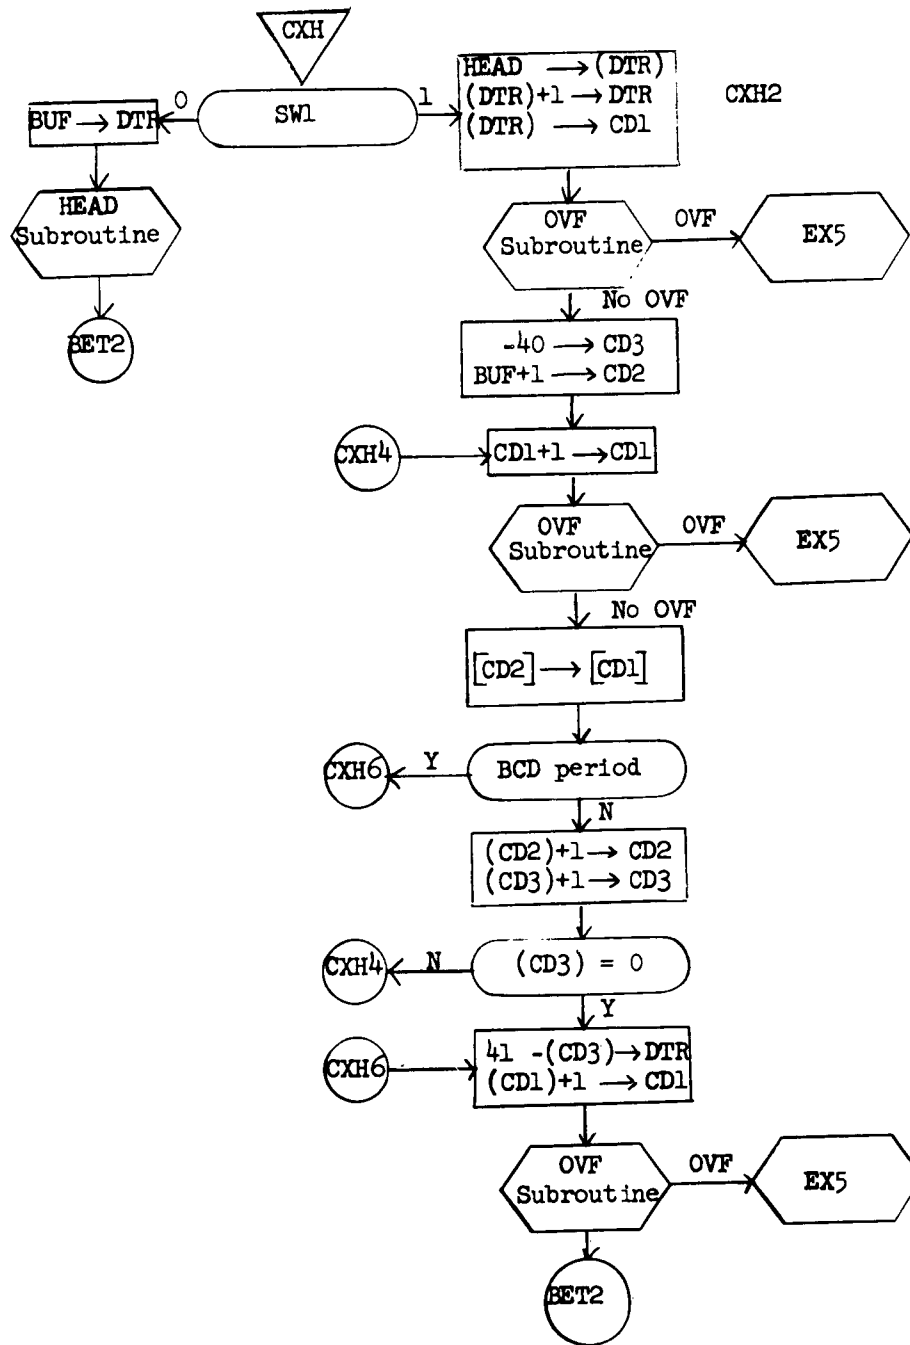 CXH
SW1
0
1
BUF → DTR
HEAD
Subroutine
BET2
HEAD → (DTR)
(DTR)+1 → DTR
(DTR) → CD1
CXH2
OVF
Subroutine
OVF
EX5
No OVF
-40 → CD3
BUF+1 → CD2
CXH4
CD1+1 → CD1
OVF
Subroutine
OVF
EX5
No OVF
[CD2] → [CD1]
CXH6
Y
BCD period
N
(CD2)+1 → CD2
(CD3)+1 → CD3
CXH4
N
(CD3) = 0
Y
CXH6
41 -(CD3) → DTR
(CD1)+1 → CD1
OVF
Subroutine
OVF
EX5
BET2